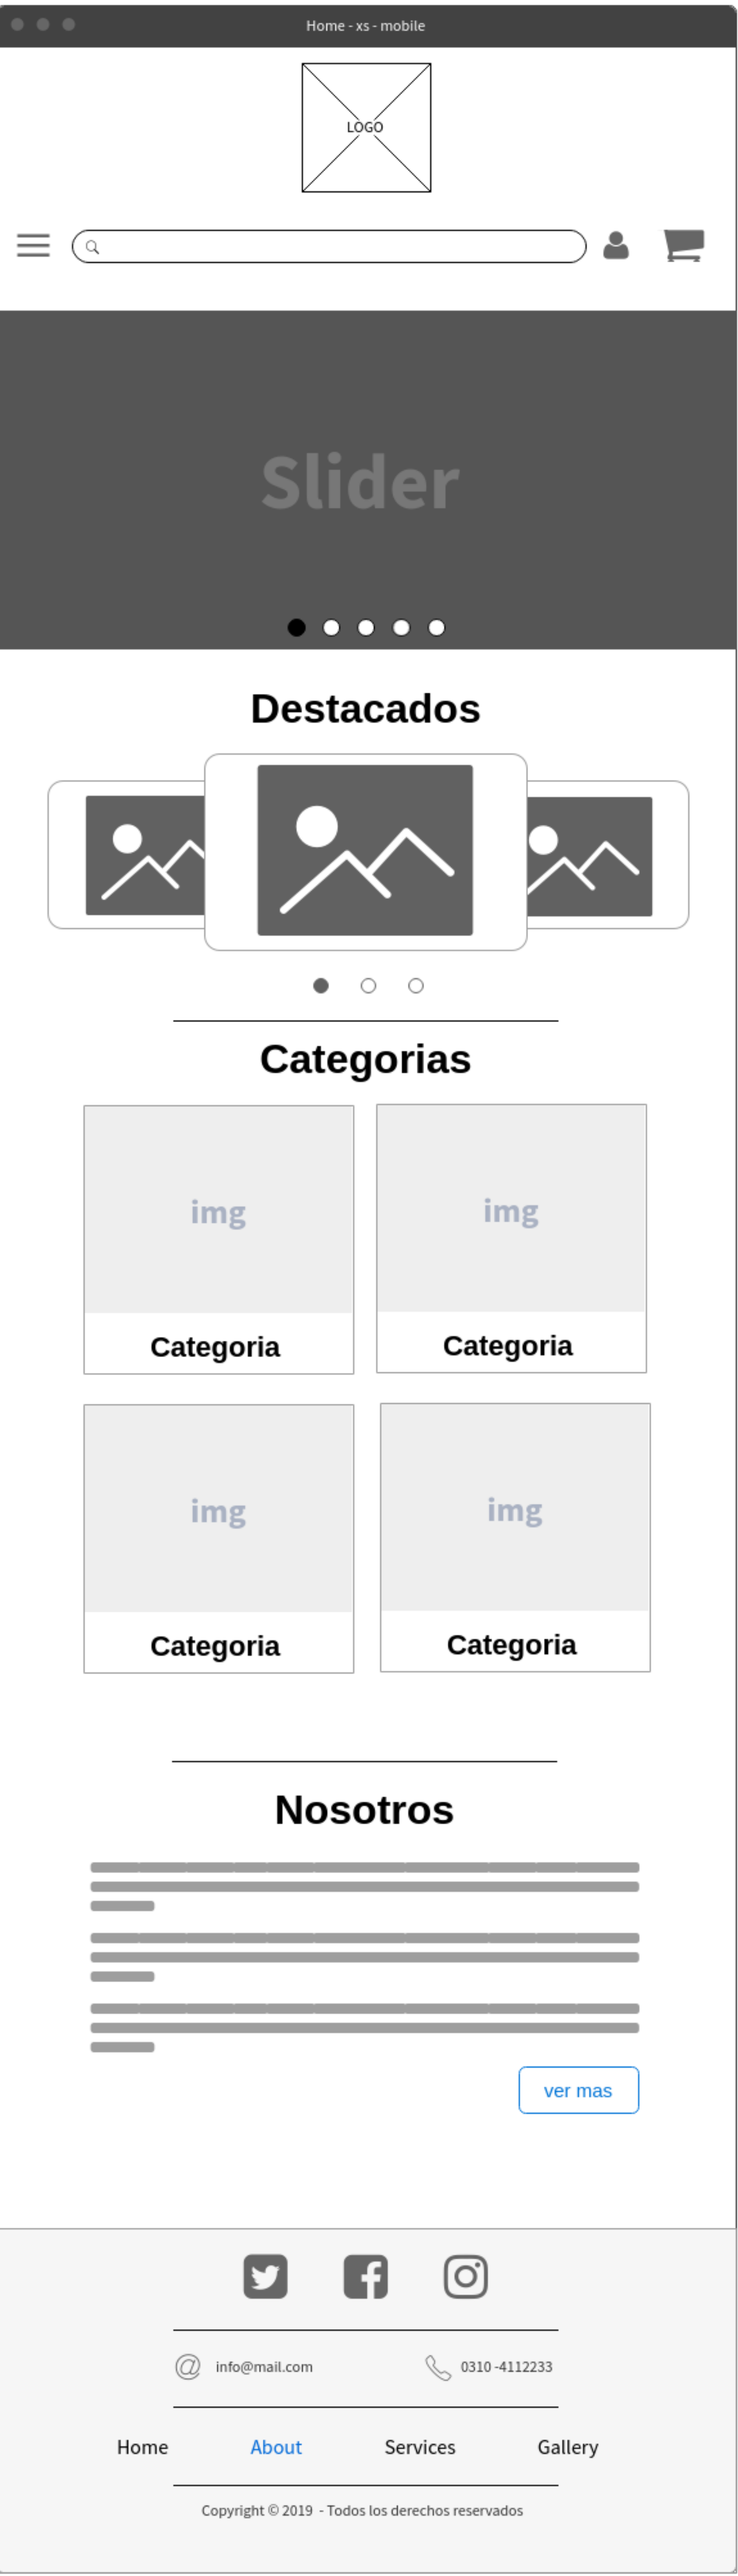 Home - xs - mobile
LOGO
Slider
Destacados
Categorias
img img
Categoria Categoria
img img
Categoria Categoria
Nosotros
ver mas
info@mail.com 0310 -4112233
Home About Services Gallery
Copyright © 2019 - Todos los derechos reservados